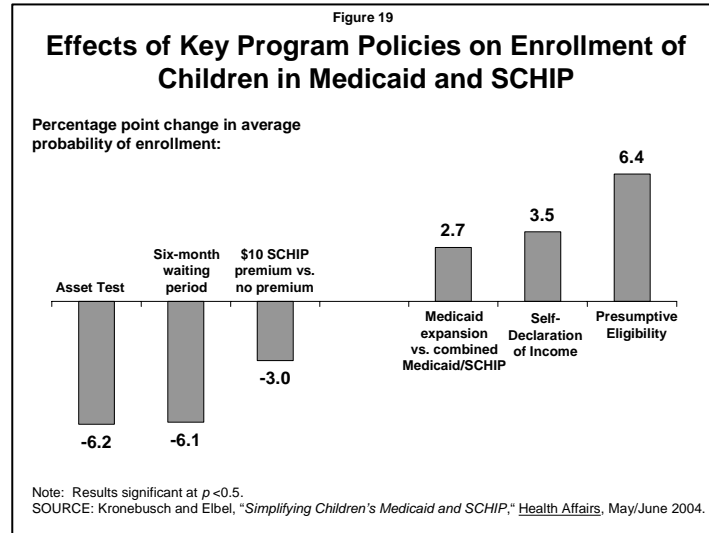 Figure 19
Effects of Key Program Policies on Enrollment of
Children in Medicaid and SCHIP
Percentage point change in average
probability of enrollment:
Asset Test
-6.2
Six-month
waiting
period
-6.1
$10 SCHIP
premium vs.
no premium
-3.0
2.7
Medicaid
expansion
vs. combined
Medicaid/SCHIP
3.5
Self-
Declaration
of Income
6.4
Presumptive
Eligibility
Note: Results significant at p <0.5.
SOURCE: Kronebusch and Elbel, “Simplifying Children’s Medicaid and SCHIP,“ Health Affairs, May/June 2004.